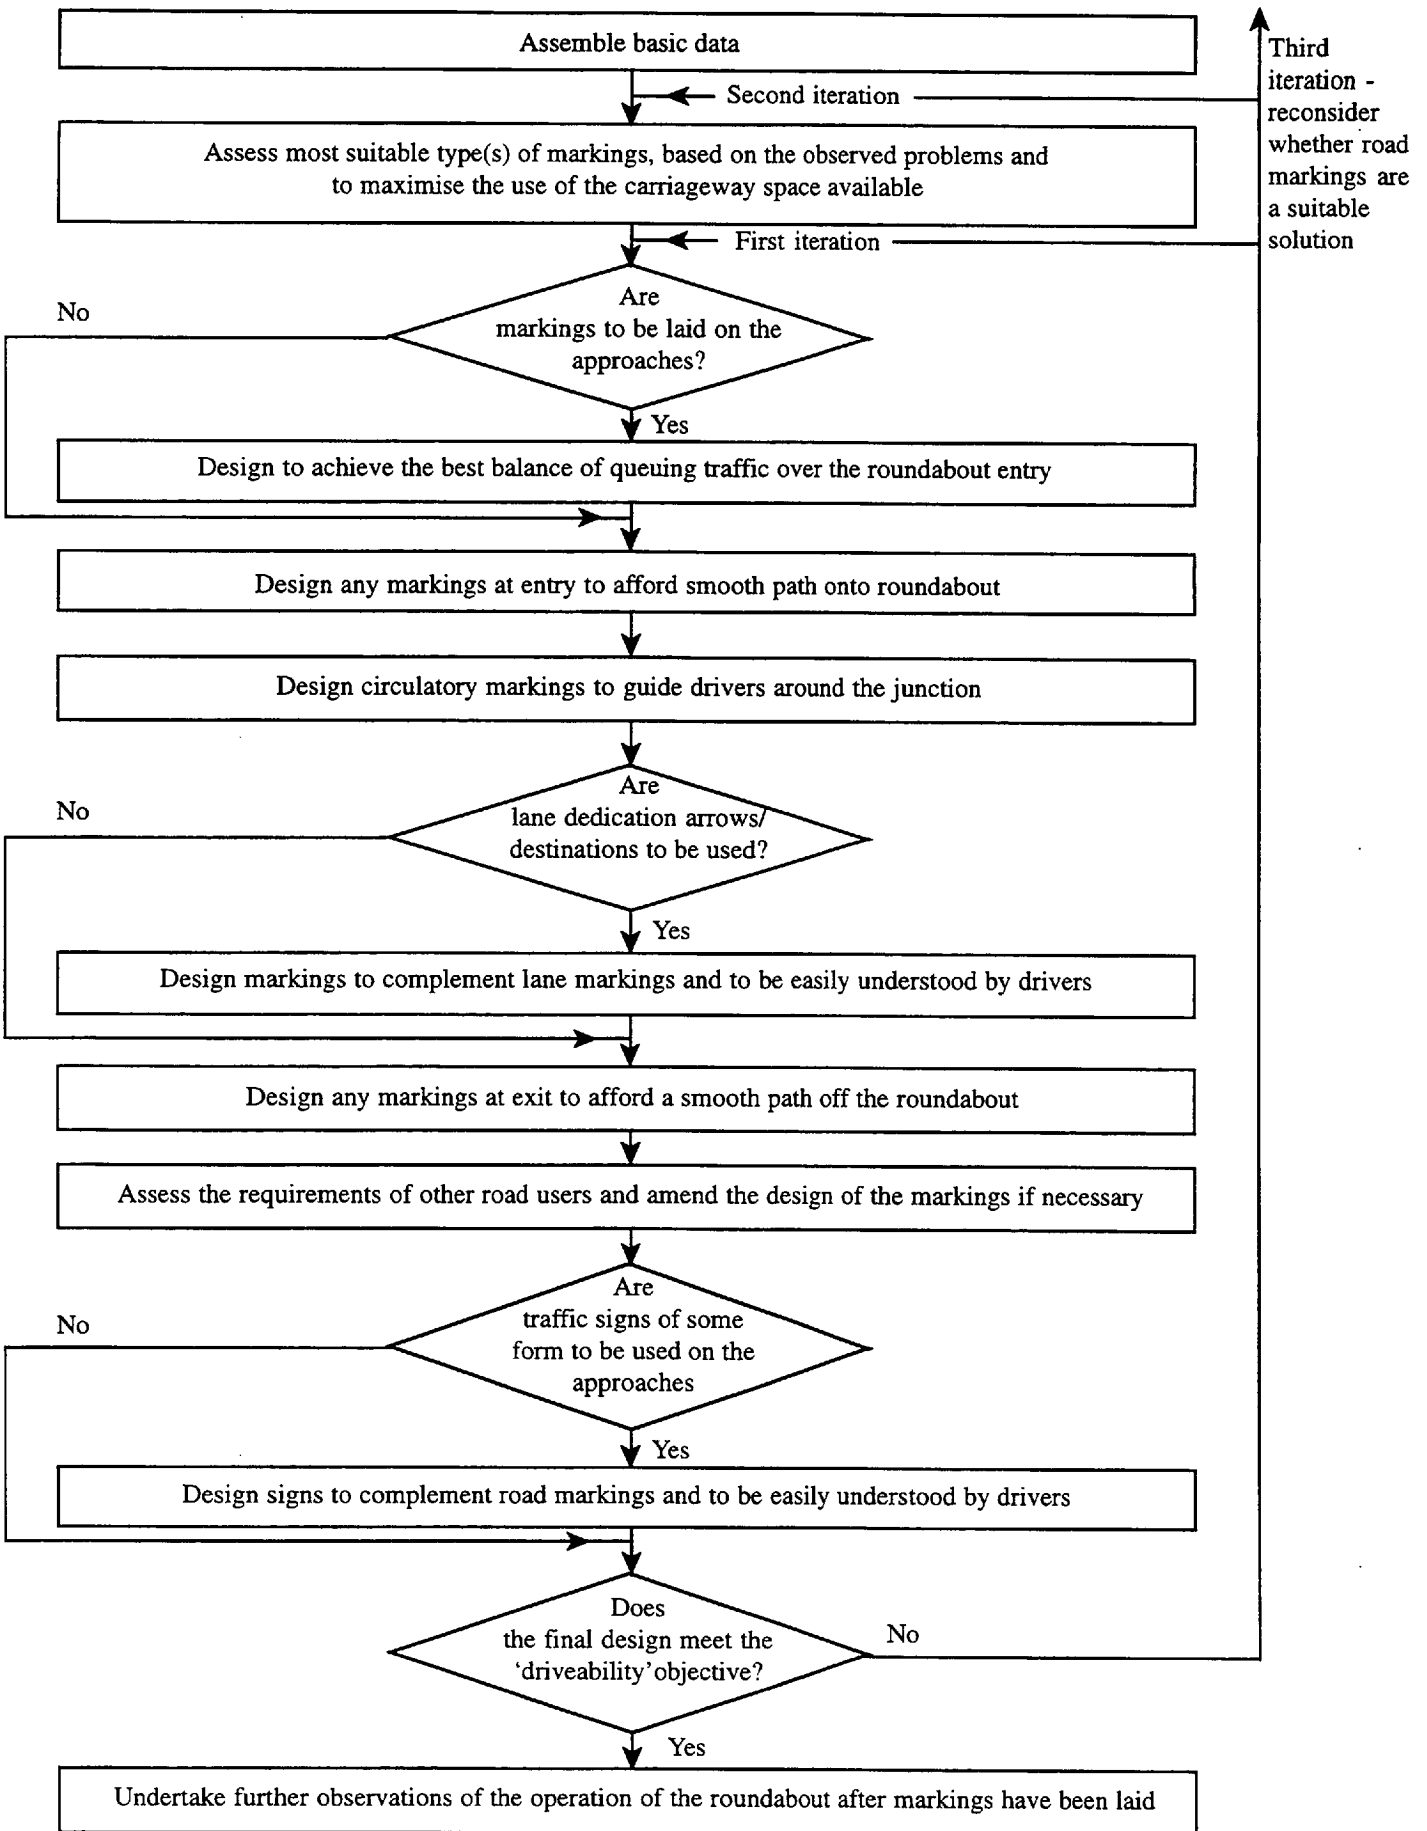 Assemble basic data
Third
iteration -
reconsider
whether road
markings are
a suitable
solution
Second iteration
Assess most suitable type(s) of markings, based on the observed problems and
to maximise the use of the carriageway space available
First iteration
Are
markings to be laid on the
approaches?
No
Yes
Design to achieve the best balance of queuing traffic over the roundabout entry
Design any markings at entry to afford smooth path onto roundabout
Design circulatory markings to guide drivers around the junction
Are
lane dedication arrows/
destinations to be used?
No
Yes
Design markings to complement lane markings and to be easily understood by drivers
Design any markings at exit to afford a smooth path off the roundabout
Assess the requirements of other road users and amend the design of the markings if necessary
Are
traffic signs of some
form to be used on the
approaches
No
Yes
Design signs to complement road markings and to be easily understood by drivers
Does
the final design meet the
‘driveability’ objective?
No
Yes
Undertake further observations of the operation of the roundabout after markings have been laid